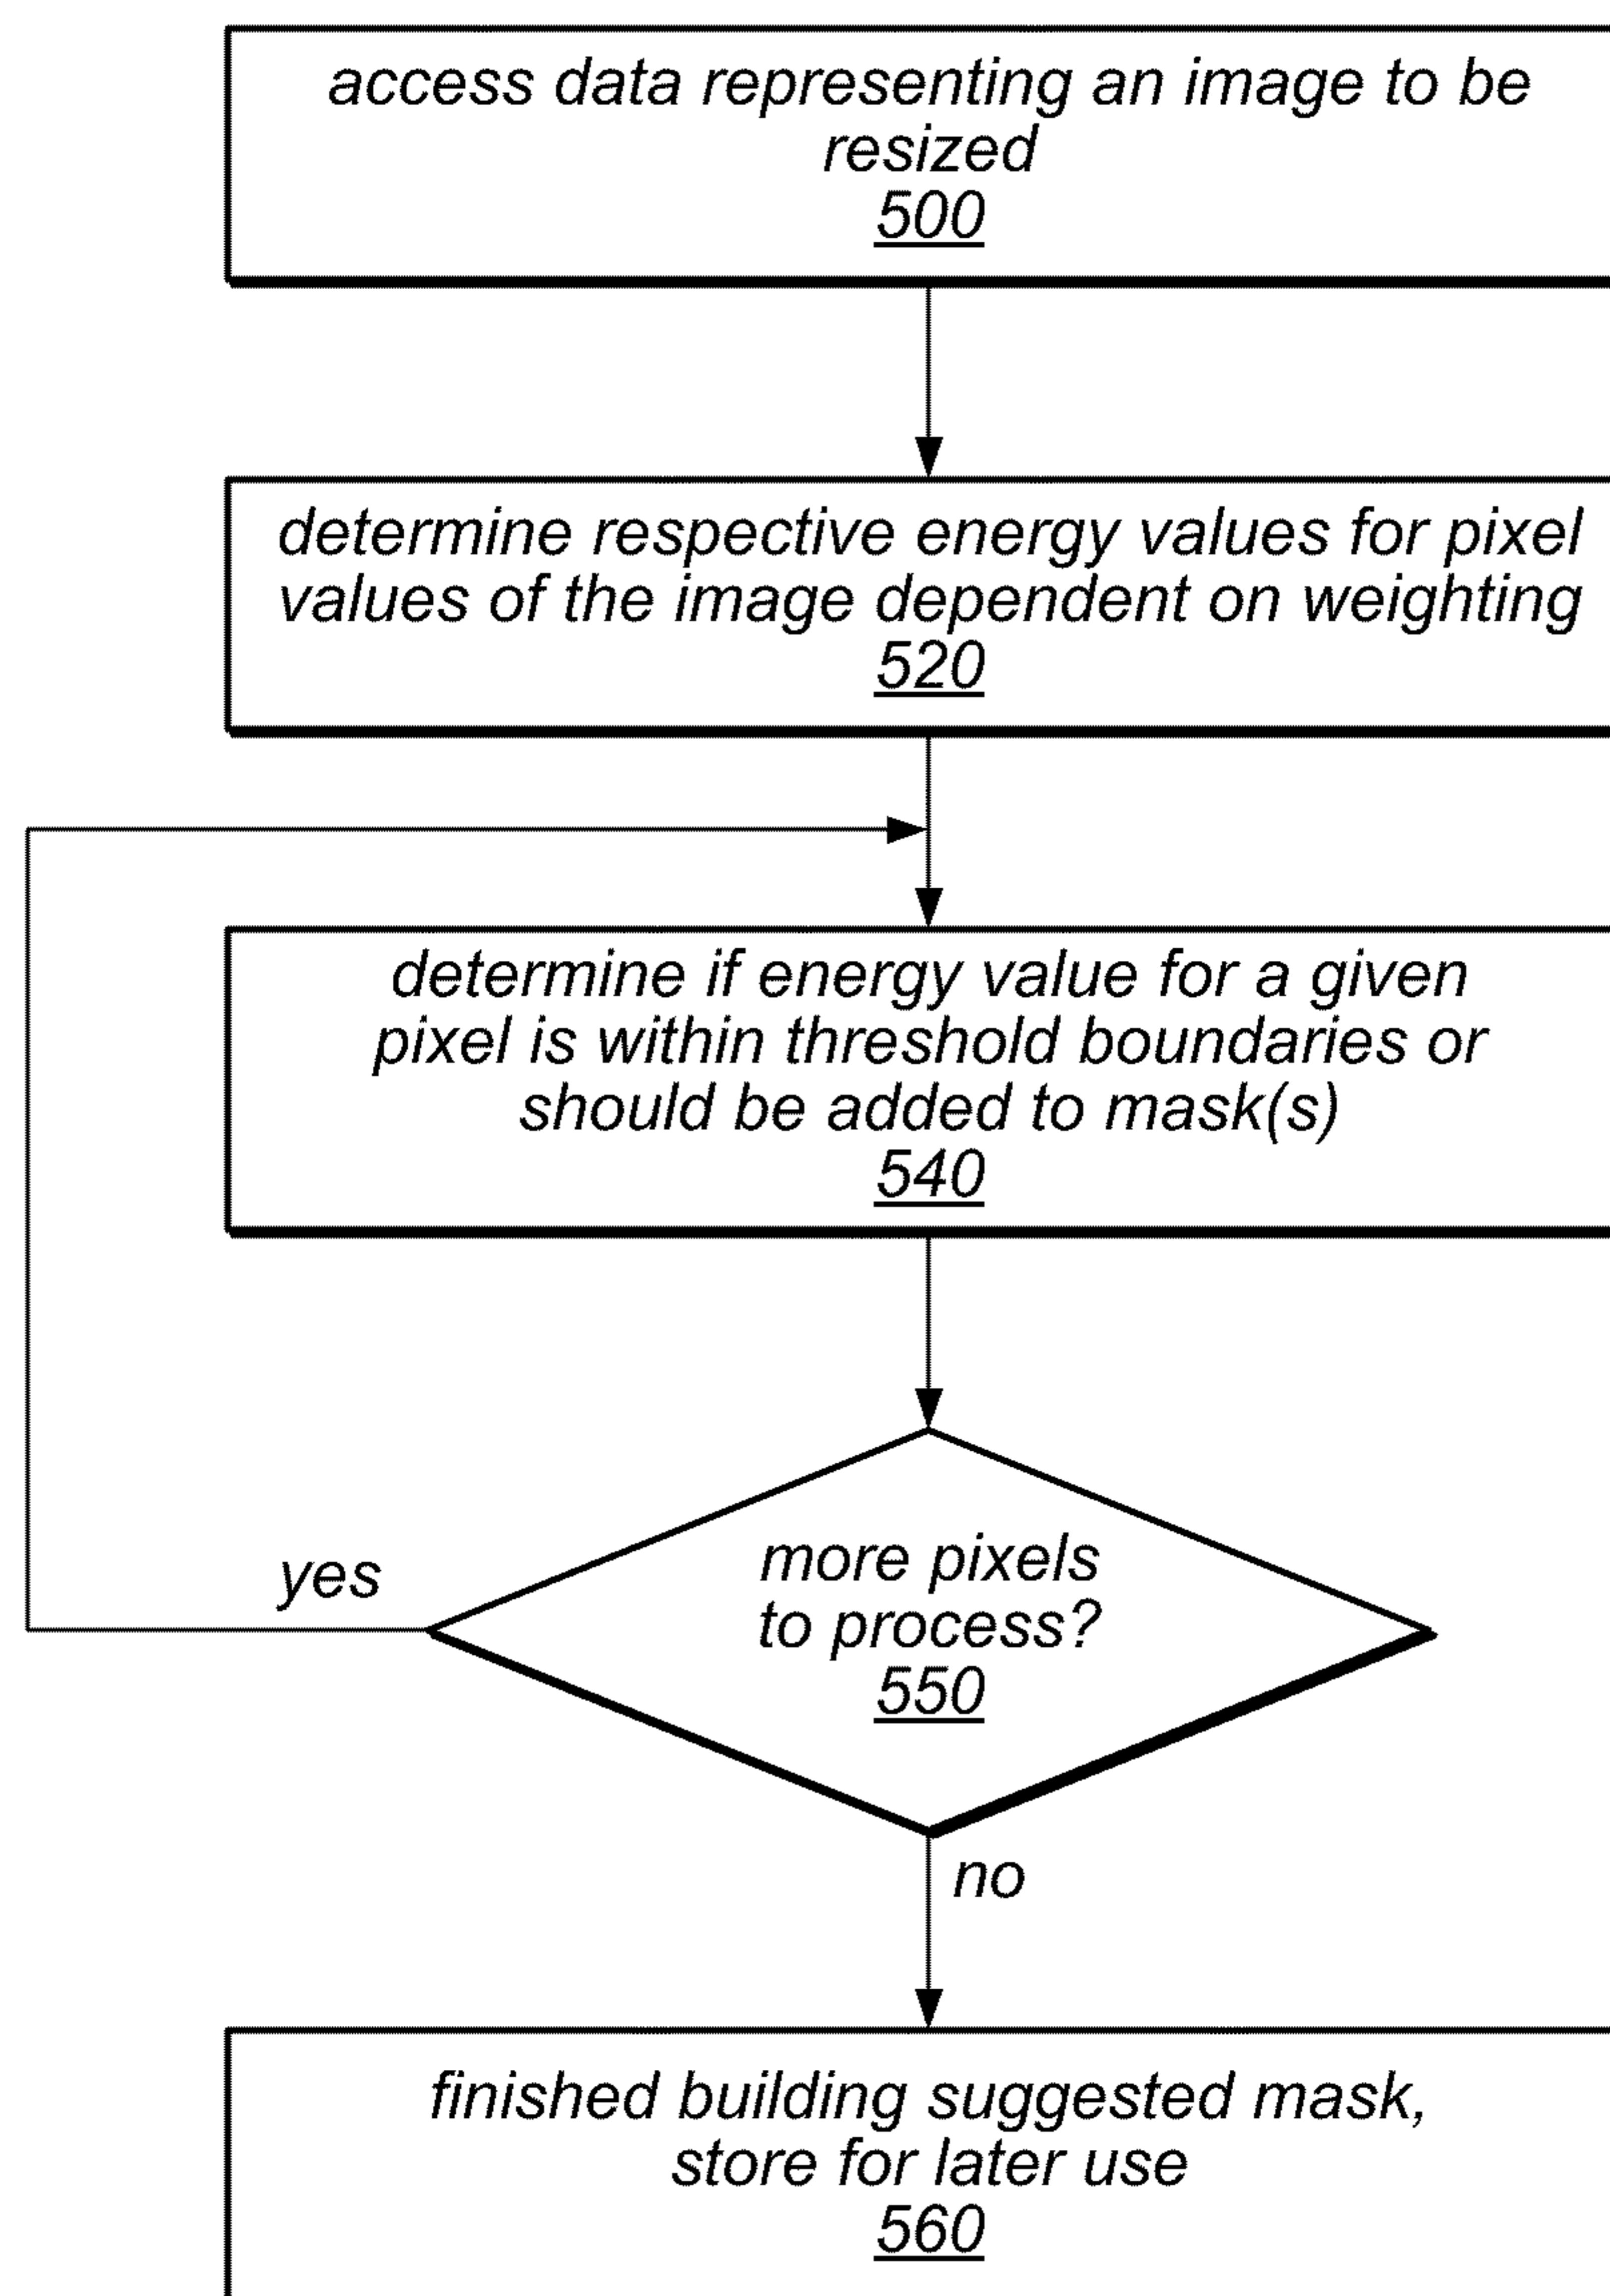 access data representing an image to be
resized
500
determine respective energy values for pixel
values of the image dependent on weighting
520
determine if energy value for a given
pixel is within threshold boundaries or
should be added to mask(s)
540
yes
more pixels
to process?
550
no
finished building suggested mask,
store for later use
560